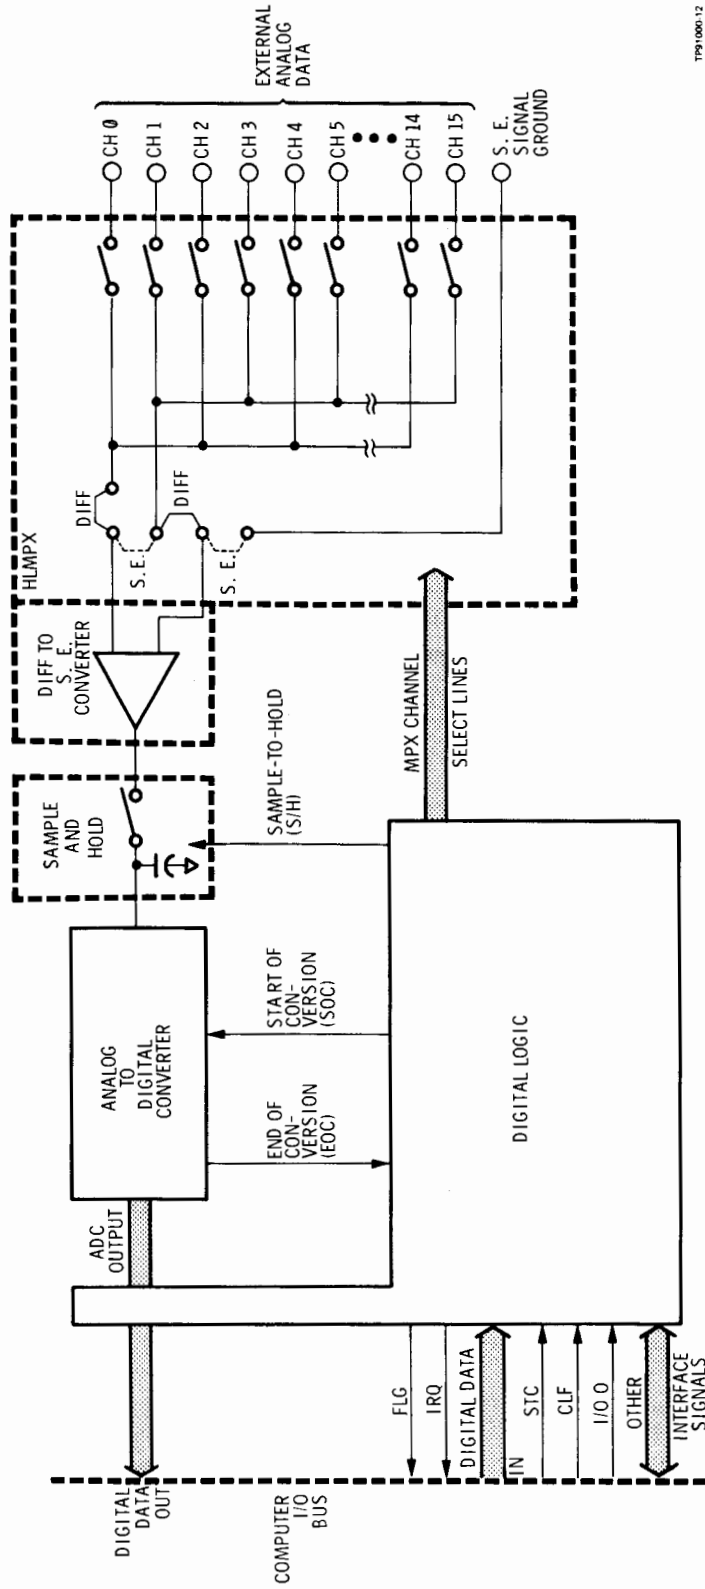 EXTERNAL
ANALOG
DATA
CH 0
CH 1
CH 2
CH 3
CH 4
CH 5
CH 14
CH 15
S. E.
SIGNAL
GROUND
HLMPX
DIFF
DIFF
S. E.
S. E.
DIFF TO
S. E.
CONVERTER
SAMPLE
AND
HOLD
SAMPLE-TO-HOLD
(S/H)
MPX CHANNEL
SELECT LINES
ANALOG
TO
DIGITAL
CONVERTER
START OF
CON-
VERSION
(SOC)
END OF
CON-
VERSION
(EOC)
DIGITAL LOGIC
ADC
OUTPUT
DIGITAL
DATA
OUT
COMPUTER
I/O
BUS
FLG
IRQ
DIGITAL DATA
IN
STC
CLF
I/O O
OTHER
INTERFACE
SIGNALS
TP91000-12